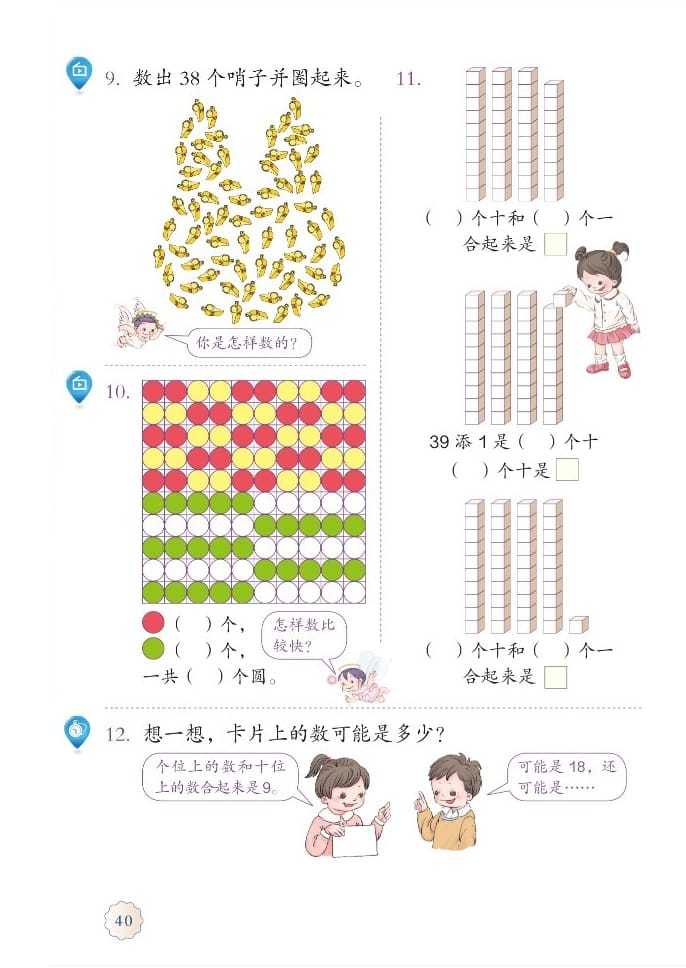 9. 数出 38 个哨子并圈起来。
你是怎样数的？
10.
（ ）个，
（ ）个，
一共（ ）个圆。
怎样数比
较快？
11.
（ ）个十和（ ）个一
合起来是
39 添 1 是（ ）个十
（ ）个十是
（ ）个十和（ ）个一
合起来是
12. 想一想，卡片上的数可能是多少？
个位上的数和十位
上的数合起来是9。
可能是 18，还
可能是……
40